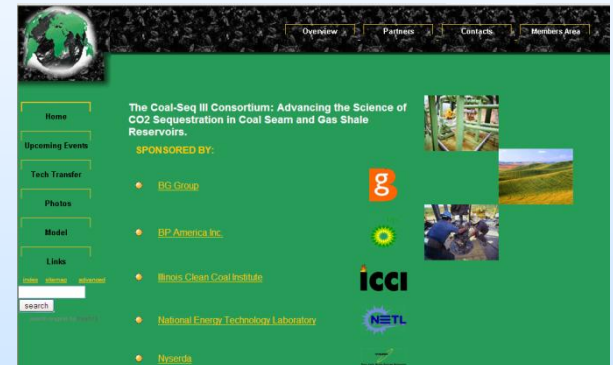 Overview Partners Contacts Members Area
Home
Upcoming Events
Tech Transfer
Photos
Model
Links
index sitemap advanced
search
The Coal-Seq III Consortium: Advancing the Science of
CO2 Sequestration in Coal Seam and Gas Shale
Reservoirs.
SPONSORED BY:
BG Group
g
BP America Inc.
Illinois Clean Coal Institute
ICCI
National Energy Technology Laboratory
NETL
Nyserda